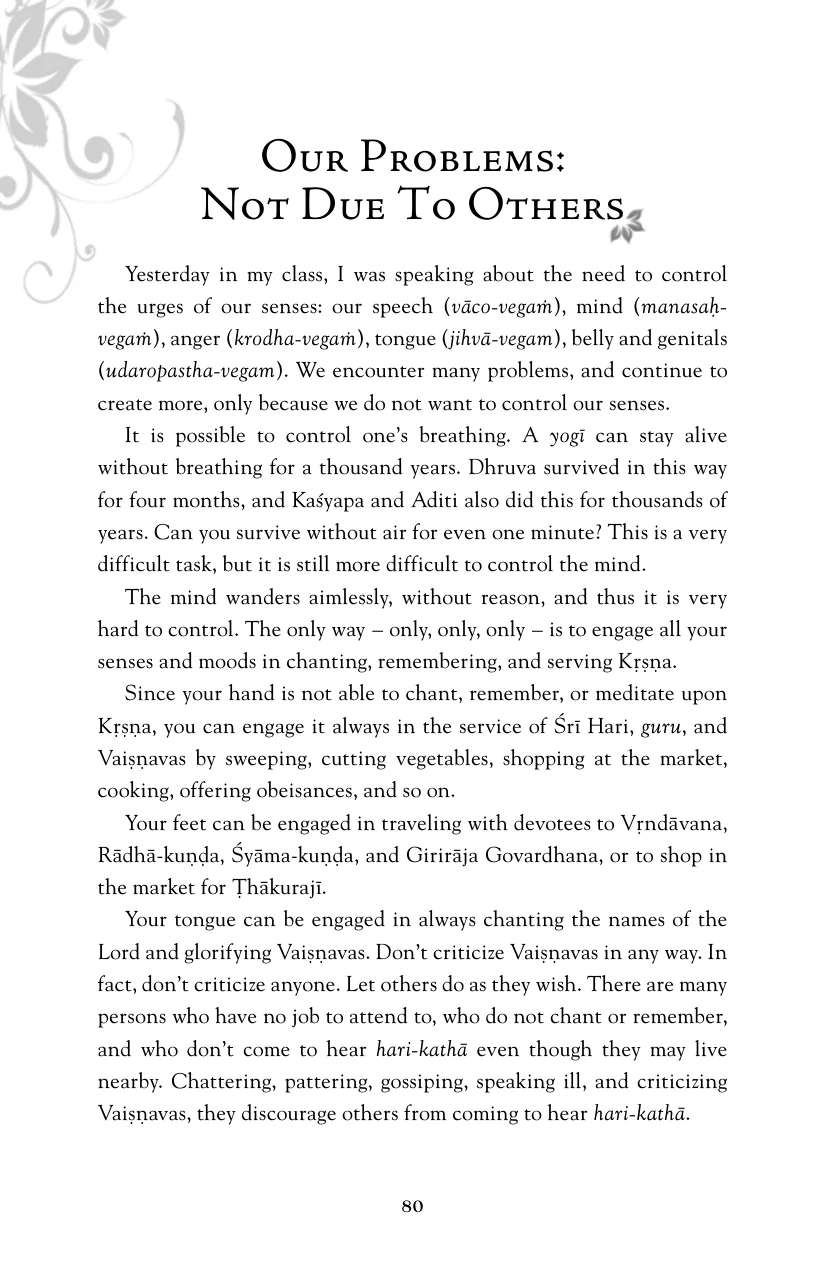 Our Problems:
Not Due To Others
Yesterday in my class, I was speaking about the need to control
the urges of our senses: our speech (vāco-vegaṁ), mind (manasaḥ-
vegaṁ), anger (krodha-vegaṁ), tongue (jihvā-vegam), belly and genitals
(udaropastha-vegam). We encounter many problems, and continue to
create more, only because we do not want to control our senses.
It is possible to control one’s breathing. A yogī can stay alive
without breathing for a thousand years. Dhruva survived in this way
for four months, and Kaśyapa and Aditi also did this for thousands of
years. Can you survive without air for even one minute? This is a very
difficult task, but it is still more difficult to control the mind.
The mind wanders aimlessly, without reason, and thus it is very
hard to control. The only way – only, only, only – is to engage all your
senses and moods in chanting, remembering, and serving Kṛṣṇa.
Since your hand is not able to chant, remember, or meditate upon
Kṛṣṇa, you can engage it always in the service of Śrī Hari, guru, and
Vaiṣṇavas by sweeping, cutting vegetables, shopping at the market,
cooking, offering obeisances, and so on.
Your feet can be engaged in traveling with devotees to Vṛndāvana,
Rādhā-kuṇḍa, Śyāma-kuṇḍa, and Girirāja Govardhana, or to shop in
the market for Ṭhākurajī.
Your tongue can be engaged in always chanting the names of the
Lord and glorifying Vaiṣṇavas. Don’t criticize Vaiṣṇavas in any way. In
fact, don’t criticize anyone. Let others do as they wish. There are many
persons who have no job to attend to, who do not chant or remember,
and who don’t come to hear hari-kathā even though they may live
nearby. Chattering, pattering, gossiping, speaking ill, and criticizing
Vaiṣṇavas, they discourage others from coming to hear hari-kathā.
80